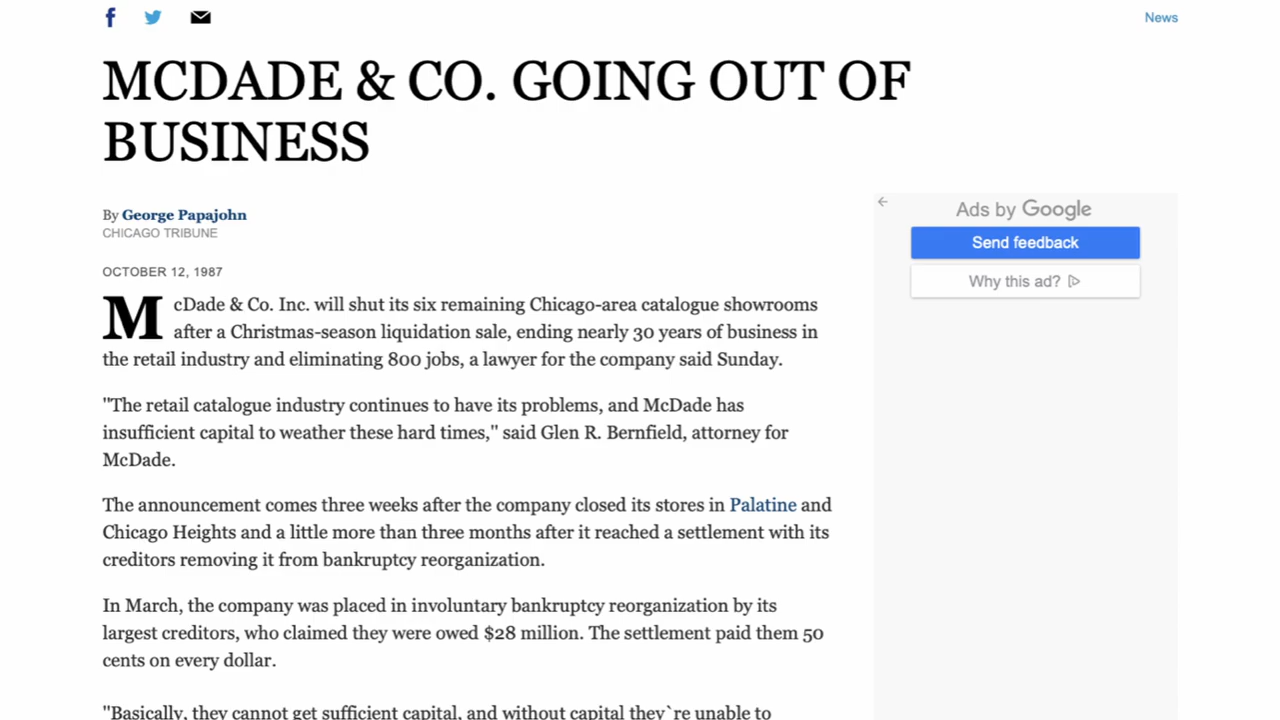 News
MCDADE & CO. GOING OUT OF
BUSINESS
By George Papajohn
CHICAGO TRIBUNE
OCTOBER 12, 1987
McDade & Co. Inc. will shut its six remaining Chicago-area catalogue showrooms
after a Christmas-season liquidation sale, ending nearly 30 years of business in
the retail industry and eliminating 800 jobs, a lawyer for the company said Sunday.
"The retail catalogue industry continues to have its problems, and McDade has
insufficient capital to weather these hard times," said Glen R. Bernfield, attorney for
McDade.
The announcement comes three weeks after the company closed its stores in Palatine and
Chicago Heights and a little more than three months after it reached a settlement with its
creditors removing it from bankruptcy reorganization.
In March, the company was placed in involuntary bankruptcy reorganization by its
largest creditors, who claimed they were owed $28 million. The settlement paid them 50
cents on every dollar.
"Basically, they cannot get sufficient capital, and without capital they`re unable to
Ads by Google
Send feedback
Why this ad?